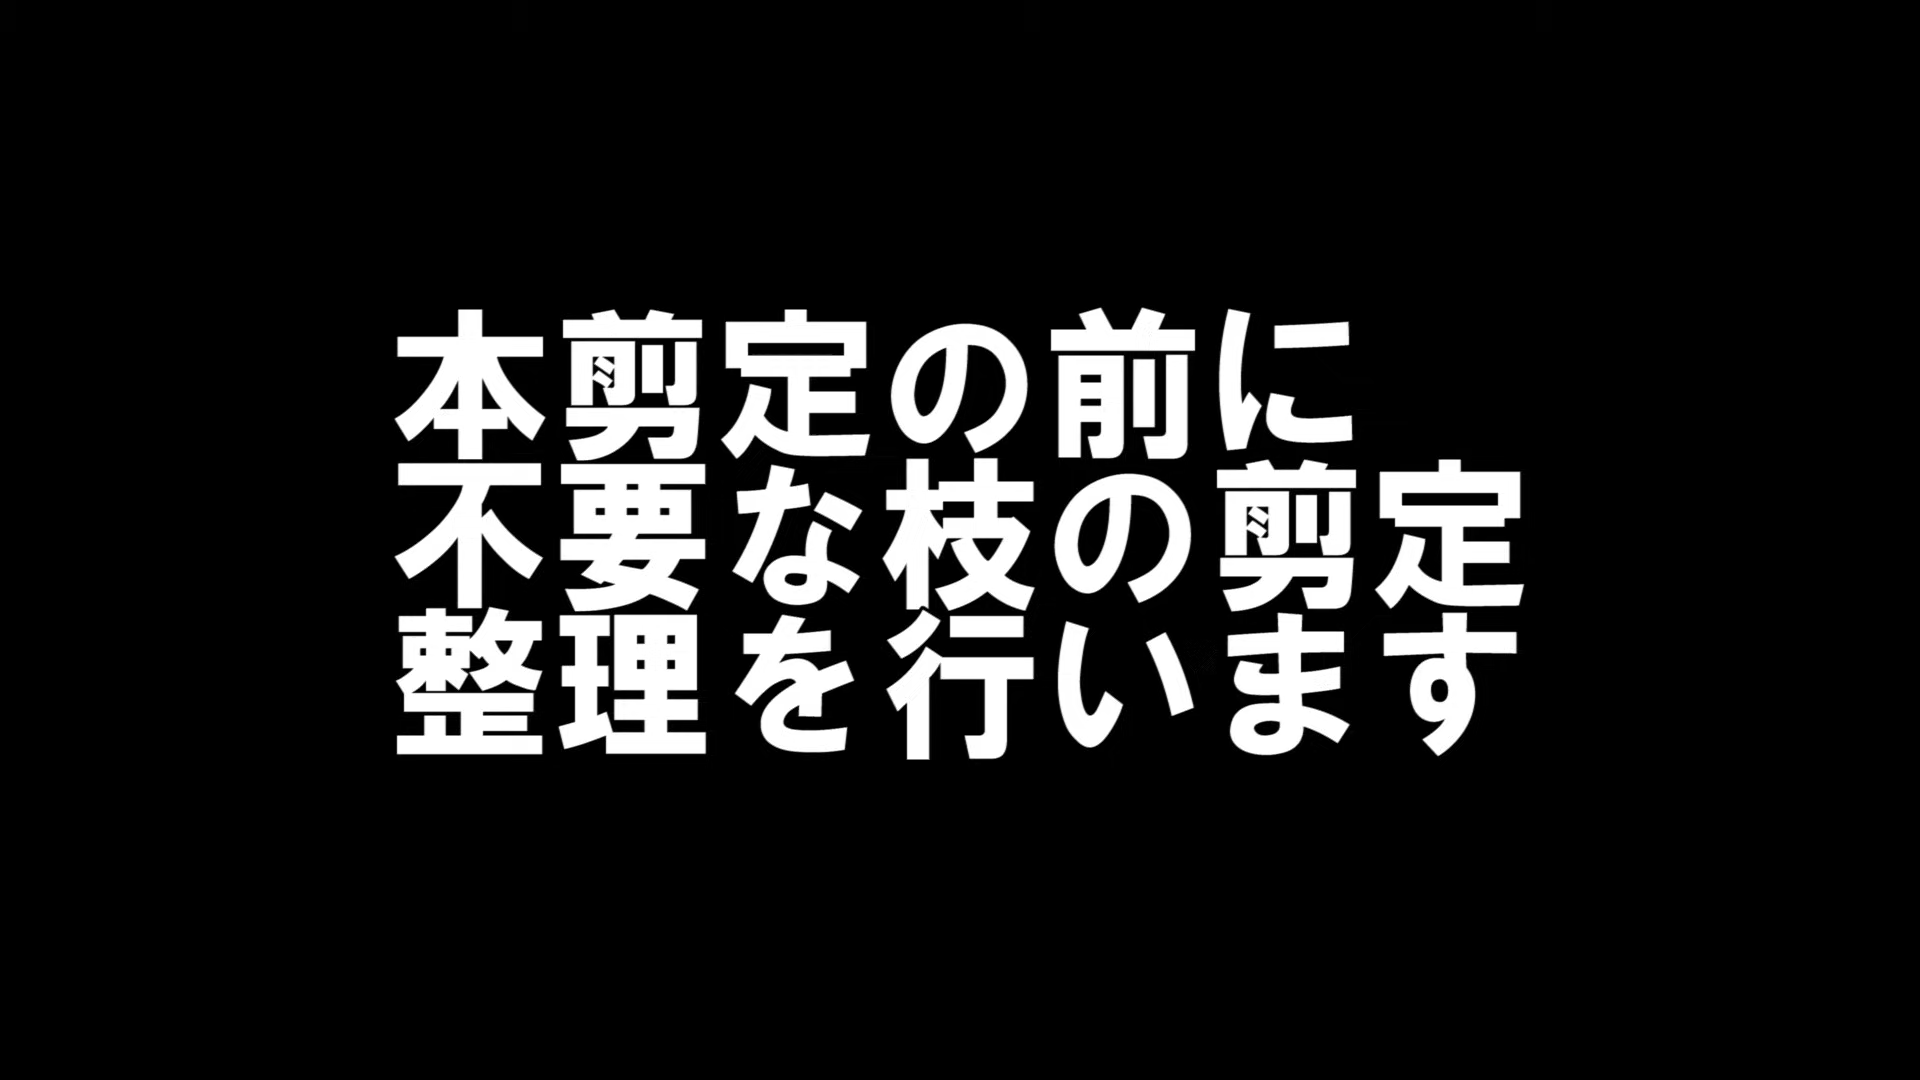 本剪定の前に
不要な枝の剪定
整理を行います